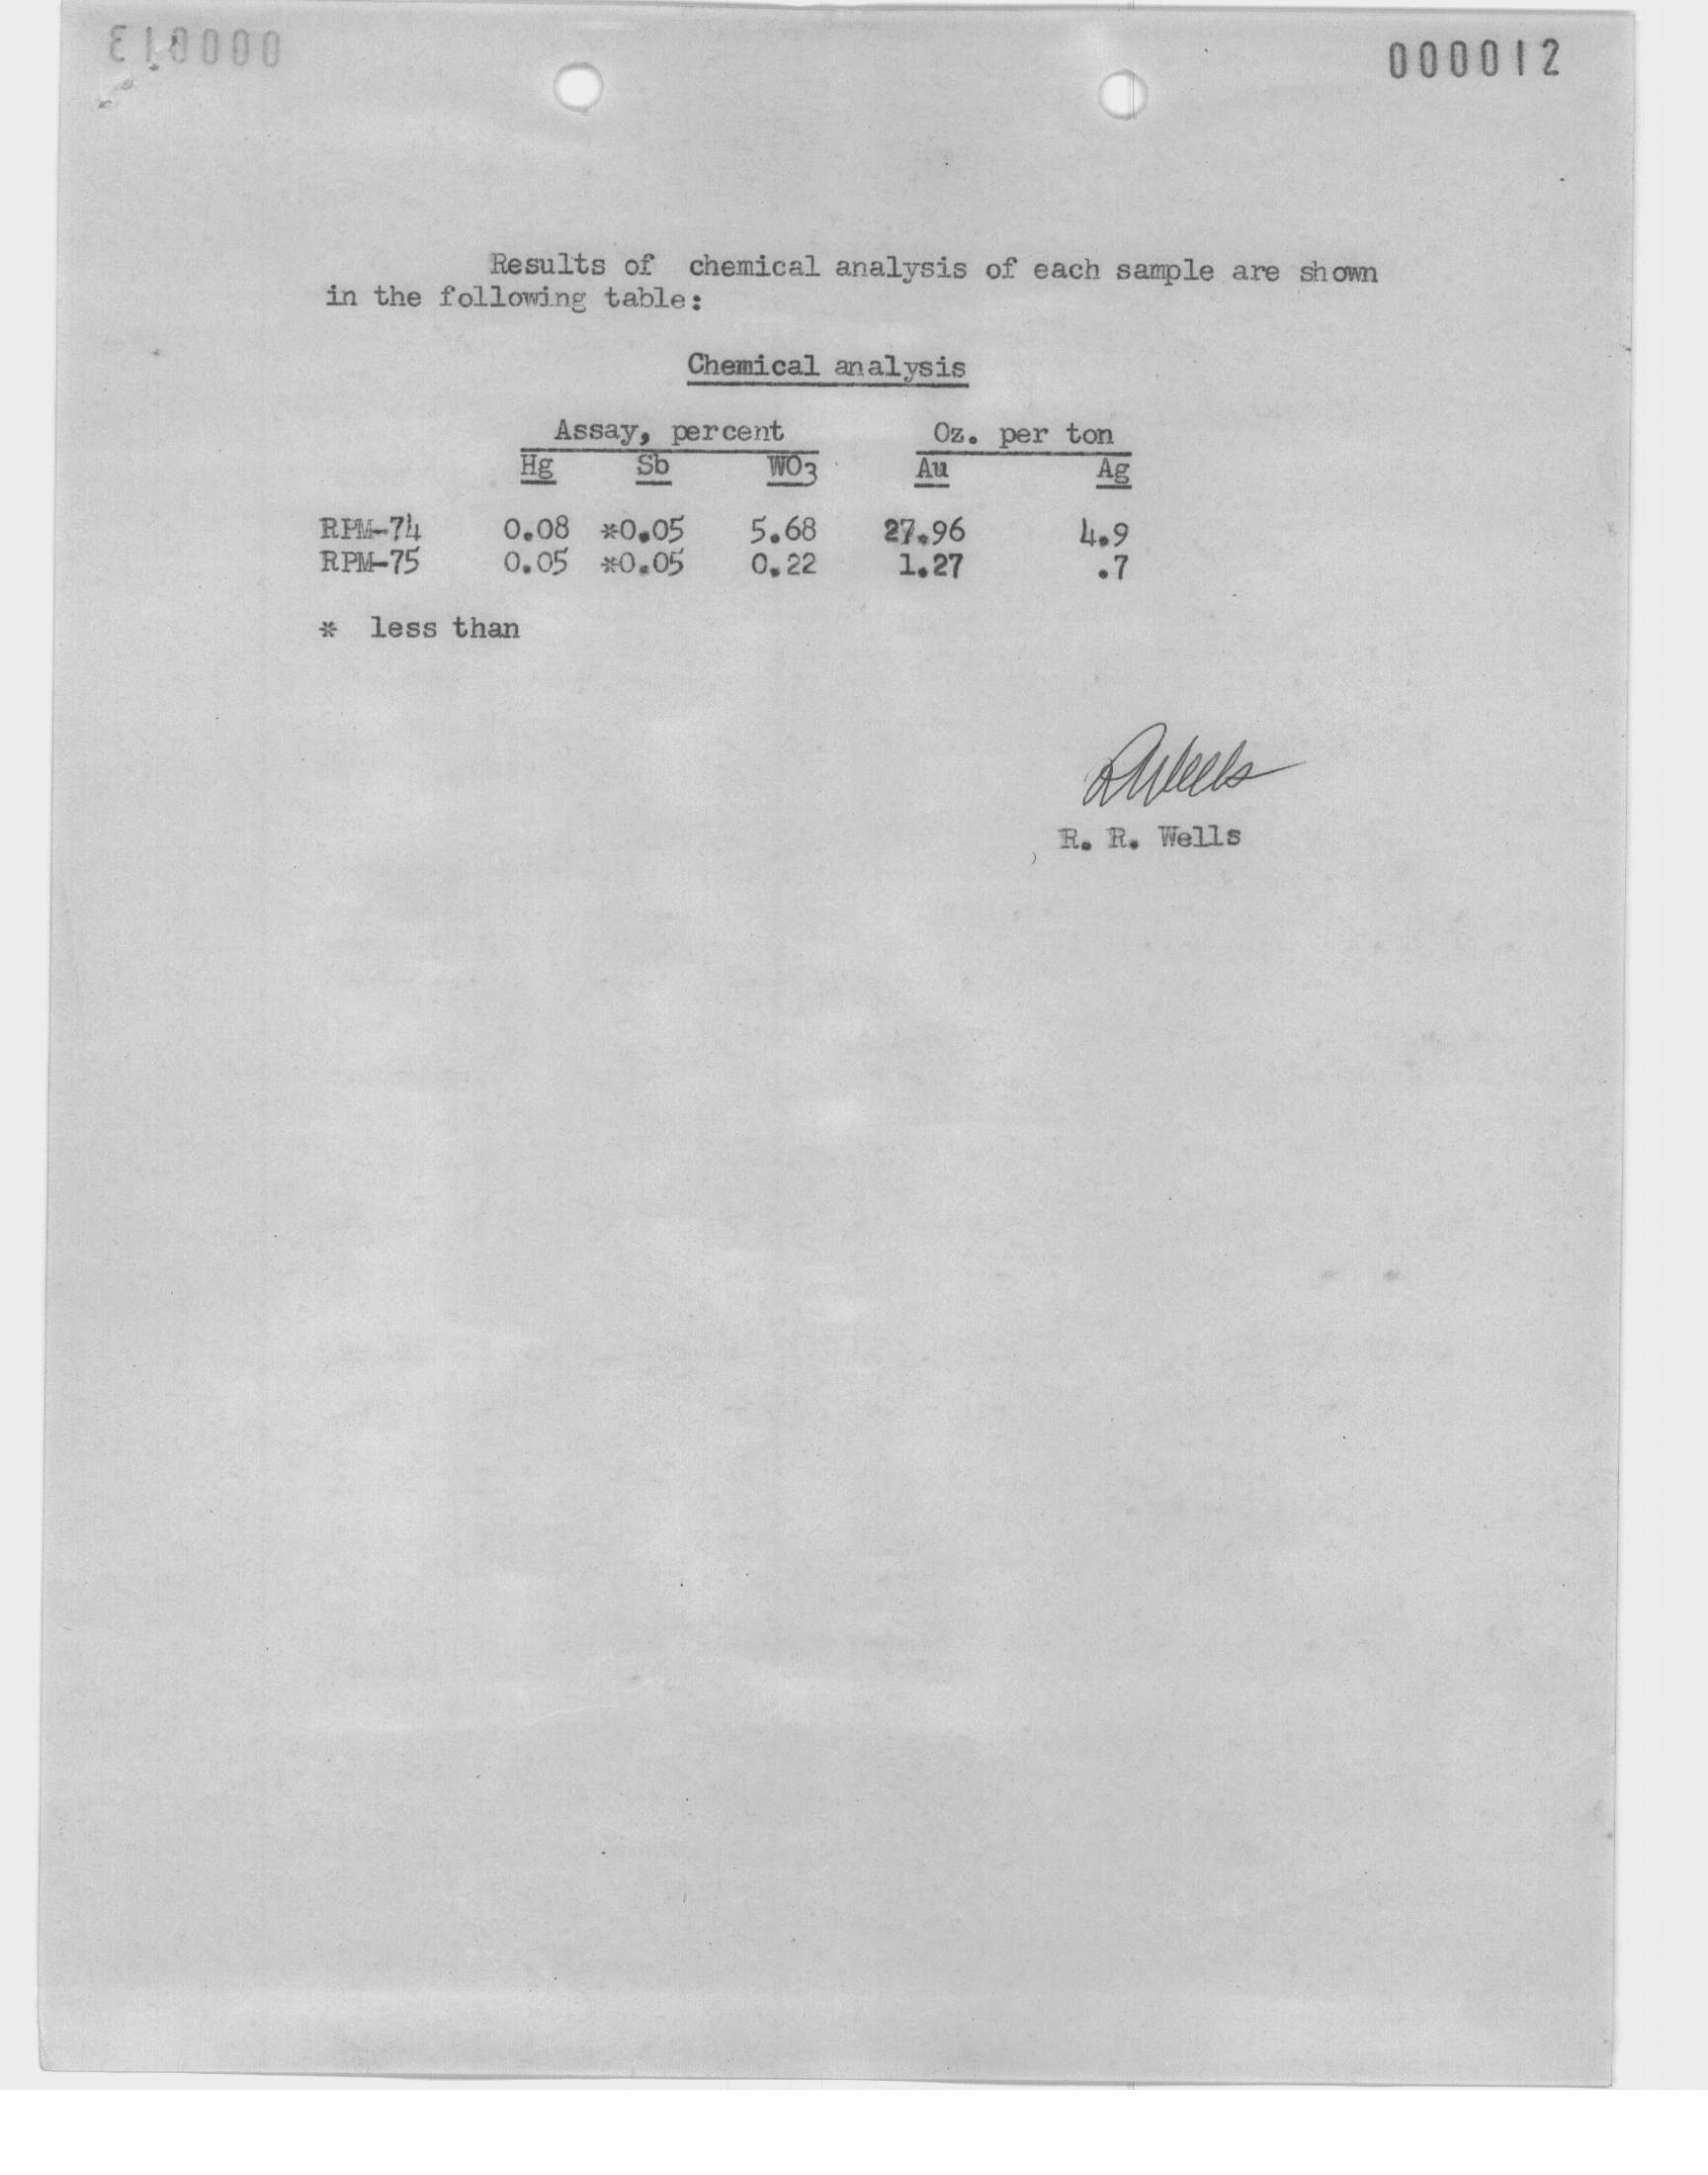 000013
000012
Results of chemical analysis of each sample are shown
in the following table:
Chemical analysis
Assay, percent Oz. per ton
Hg Sb WO3 Au Ag
RPM-74 0.08 *0.05 5.68 27.96 4.9
RPM-75 0.05 *0.05 0.22 1.27 .7
* less than
RWells
R. R. Wells